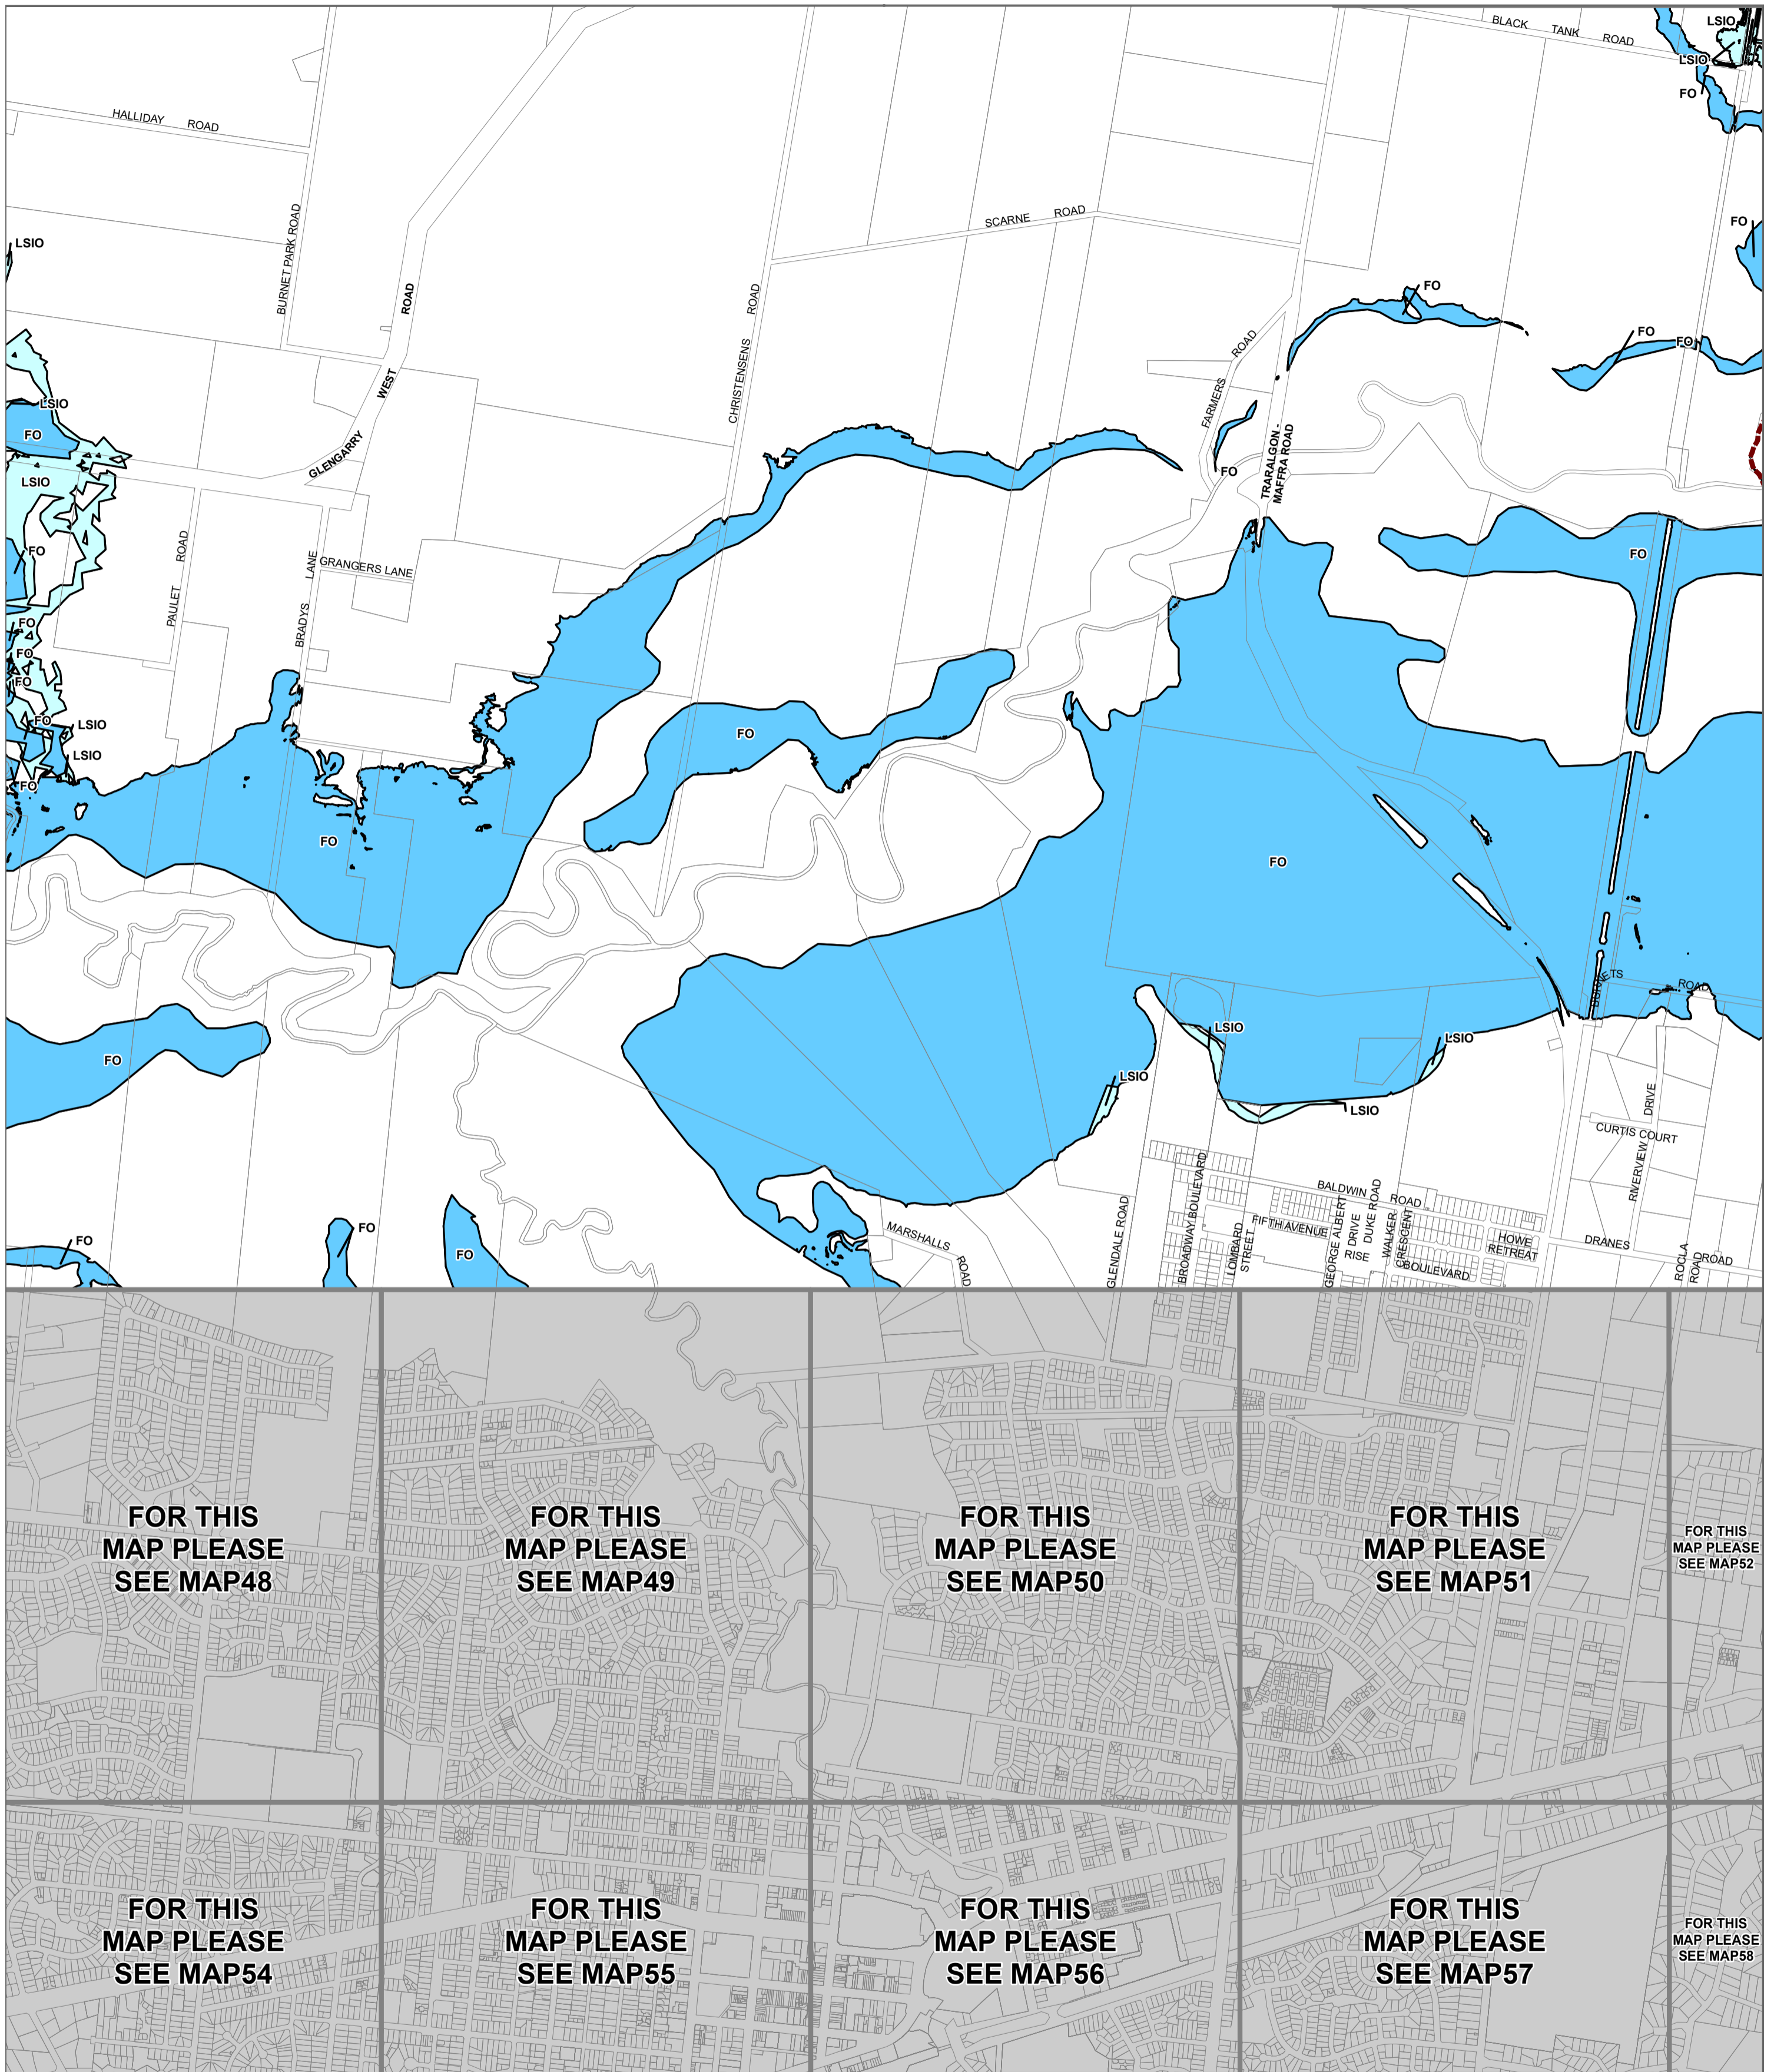 BLACK TANK ROAD
LSIO
LSIO
FO
HALLIDAY ROAD
BURNET PARK ROAD
SCARNE ROAD
FO
LSIO
ROAD
CHRISTENSENS ROAD
FO
FO
FO
FARMERS ROAD
WEST
GLENGARRY
LSIO
FO
LSIO
TRARALGON -
MAFFRA ROAD
FO
FO
FO
PAULET ROAD
BRADYS LANE
GRANGERS LANE
FO
FO
FO
FO
LSIO
LSIO
FO
FO
FO
FO
BURNETS ROAD
LSIO
LSIO
LSIO
LSIO
FO
CURTIS COURT
RIVERVIEW DRIVE
BALDWIN ROAD
FIFTH AVENUE
GEORGE ALBERT
DRIVE
DUKE ROAD
RISE
WALKER
CRESCENT
BOULEVARD
HOWE
RETREAT
DRANES ROAD
ROCLA
ROAD
GLENDALE ROAD
BROADWAY BOULEVARD
LOMBARD
STREET
MARSHALLS ROAD
FO
FO
FO
FOR THIS
MAP PLEASE
SEE MAP48
FOR THIS
MAP PLEASE
SEE MAP49
FOR THIS
MAP PLEASE
SEE MAP50
FOR THIS
MAP PLEASE
SEE MAP51
FOR THIS
MAP PLEASE
SEE MAP52
FOR THIS
MAP PLEASE
SEE MAP54
FOR THIS
MAP PLEASE
SEE MAP55
FOR THIS
MAP PLEASE
SEE MAP56
FOR THIS
MAP PLEASE
SEE MAP57
FOR THIS
MAP PLEASE
SEE MAP58